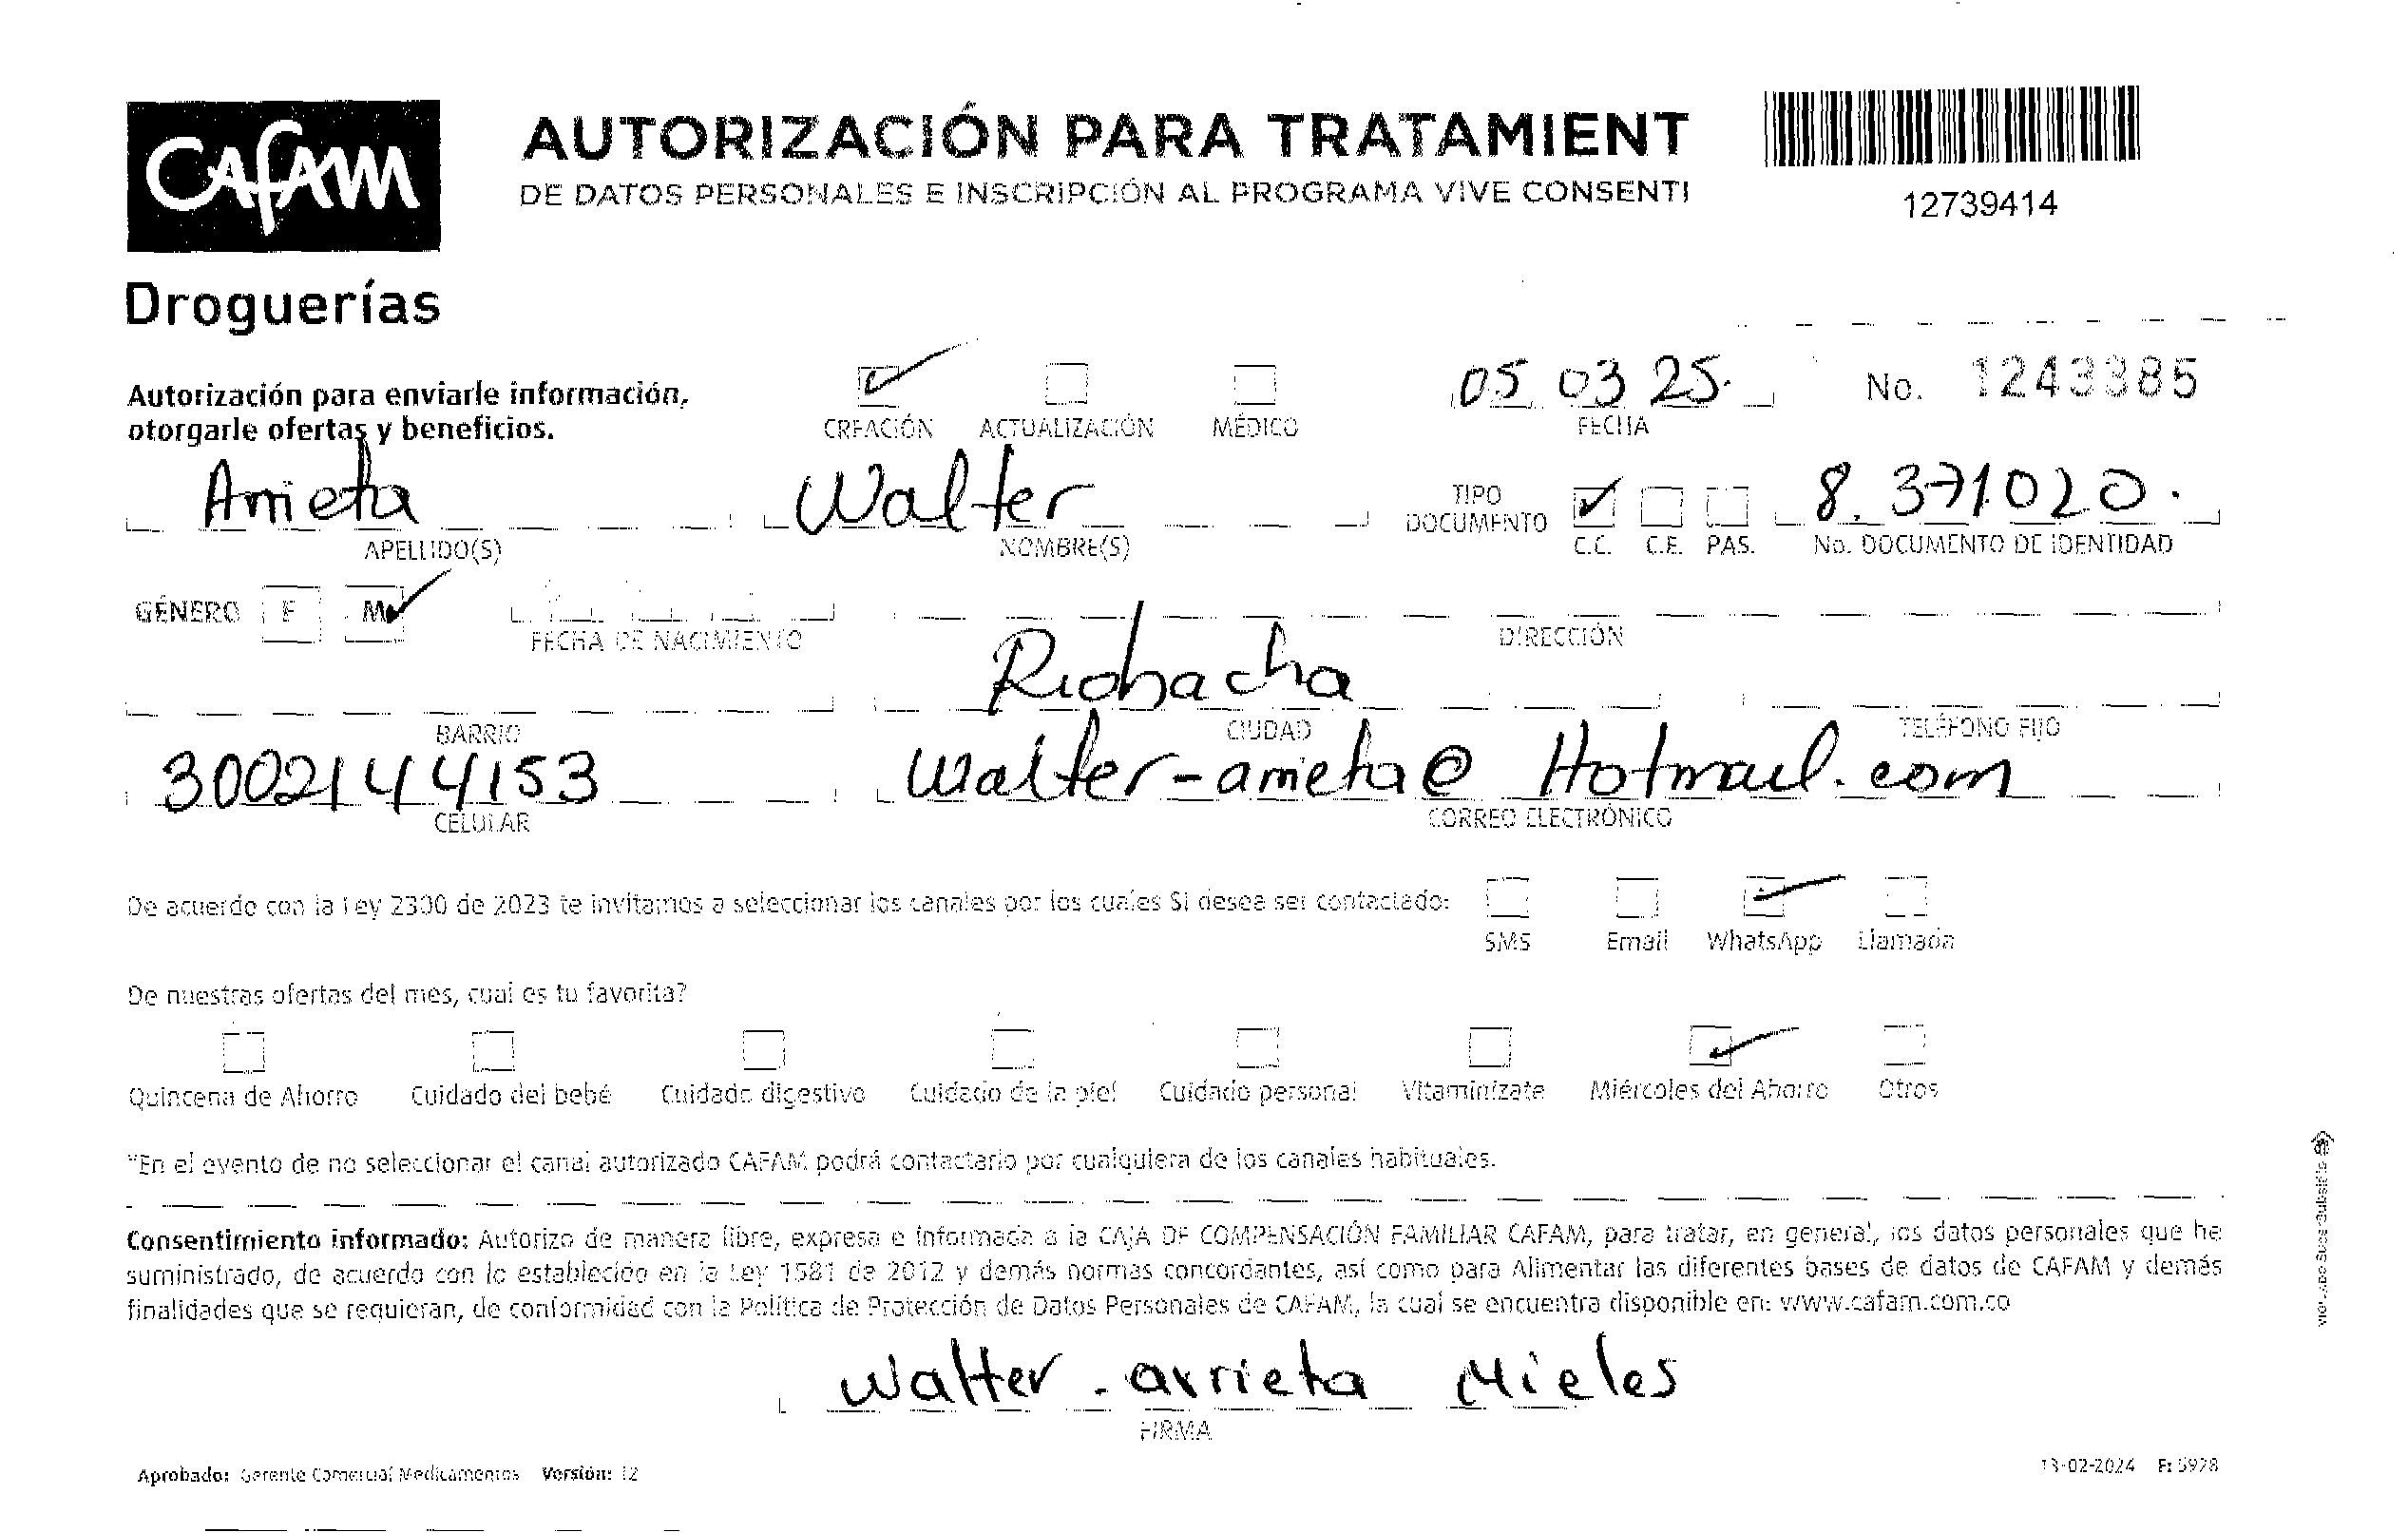 CAFAM
Droguerías
AUTORIZACIÓN PARA TRATAMIENT
DE DATOS PERSONALES E INSCRIPCIÓN AL PROGRAMA VIVE CONSENTI
12739414
Autorización para enviarle información,
otorgarle ofertas y beneficios.
CREACIÓN ACTUALIZACIÓN MÉDICO
05 03 25.
FECHA
No. 1243385
Arrieta
APELLIDO(S)
Walter
NOMBRE(S)
TIPO
DOCUMENTO
C.C. C.E. PAS.
8.371020.
No. DOCUMENTO DE IDENTIDAD
GÉNERO F M
FECHA DE NACIMIENTO
DIRECCIÓN
BARRIO
Riohacha
CIUDAD
TELÉFONO FIJO
3002144153
CELULAR
Walter-arrieta@Hotmail.com
CORREO ELECTRÓNICO
De acuerdo con la Ley 2300 de 2023 te invitamos a seleccionar los canales por los cuales Si desea ser contactado:
SMS Email WhatsApp Llamada
De nuestras ofertas del mes, cual es tu favorita?
Quincena de Ahorro Cuidado del bebé Cuidado digestivo Cuidado de la piel Cuidado personal Vitaminízate Miércoles del Ahorro Otros
"En el evento de no seleccionar el canal autorizado CAFAM podrá contactarlo por cualquiera de los canales habituales.
Consentimiento informado: Autorizo de manera libre, expresa e informada a la CAJA DE COMPENSACIÓN FAMILIAR CAFAM, para tratar, en general, los datos personales que he
suministrado, de acuerdo con lo establecido en la Ley 1581 de 2012 y demás normas concordantes, así como para Alimentar las diferentes bases de datos de CAFAM y demás
finalidades que se requieran, de conformidad con la Política de Protección de Datos Personales de CAFAM, la cual se encuentra disponible en: www.cafam.com.co
Walter - arrieta Mieles
FIRMA
Aprobado: Gerente Comercial Medicamentos Versión: 12
13-02-2024 F: 5928